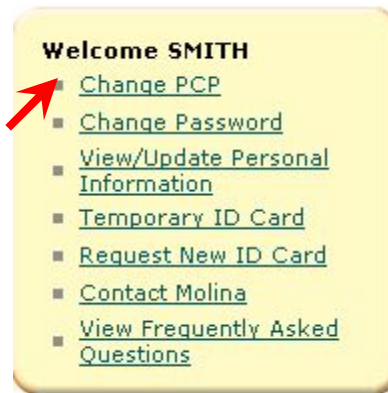 Welcome SMITH
Change PCP
Change Password
View/Update Personal
Information
Temporary ID Card
Request New ID Card
Contact Molina
View Frequently Asked
Questions